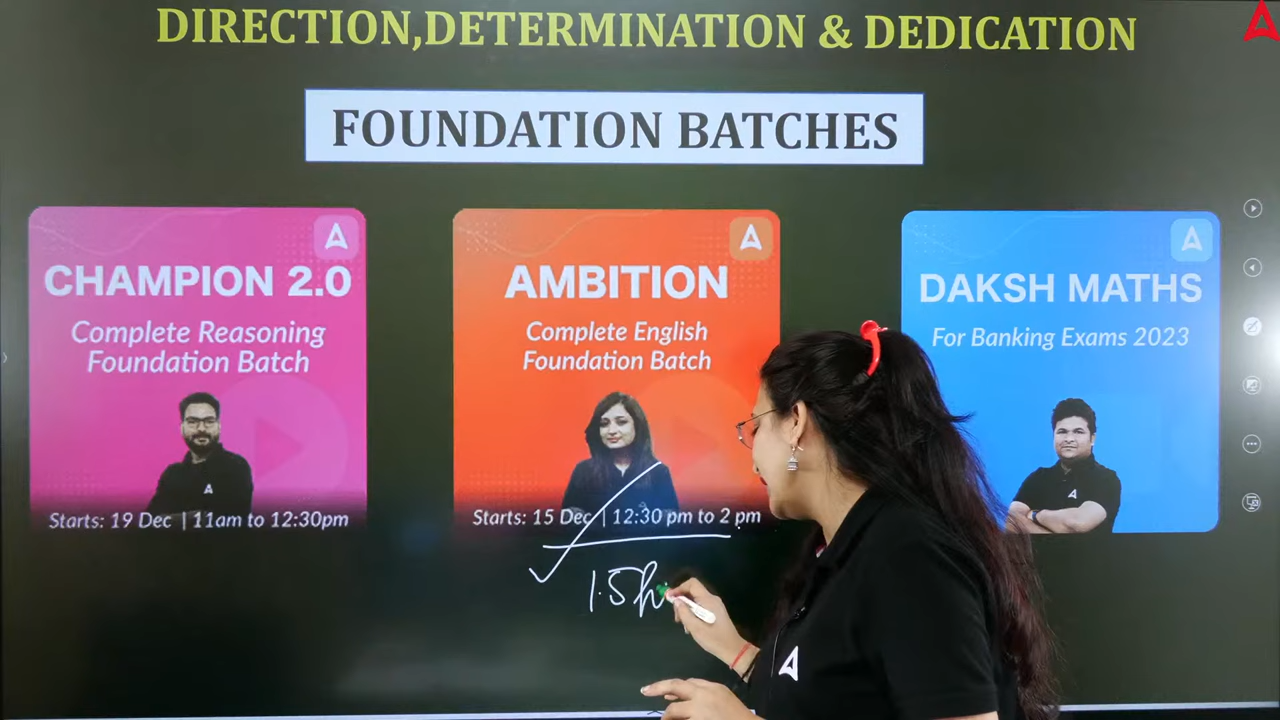 DIRECTION,DETERMINATION & DEDICATION
FOUNDATION BATCHES
CHAMPION 2.0
Complete Reasoning
Foundation Batch
Starts: 19 Dec | 11am to 12:30pm
AMBITION
Complete English
Foundation Batch
Starts: 15 Dec | 12:30 pm to 2 pm
1.5h
DAKSH MATHS
For Banking Exams 2023